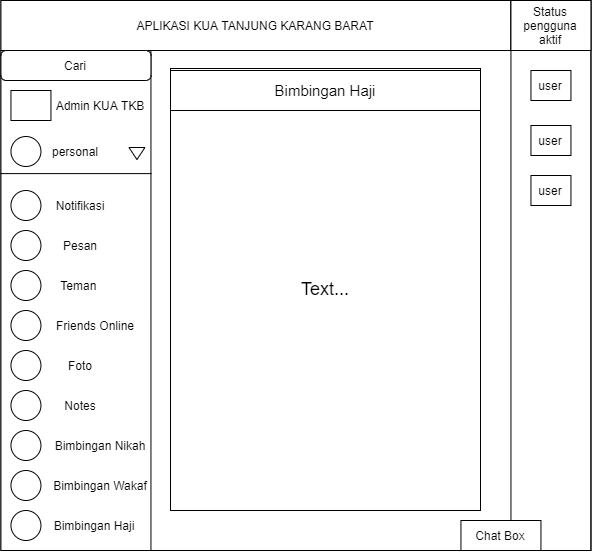 APLIKASI KUA TANJUNG KARANG BARAT
Status
pengguna
aktif
Cari
Admin KUA TKB
personal
Notifikasi
Pesan
Teman
Friends Online
Foto
Notes
Bimbingan Nikah
Bimbingan Wakaf
Bimbingan Haji
Bimbingan Haji
Text...
user
user
user
Chat Box